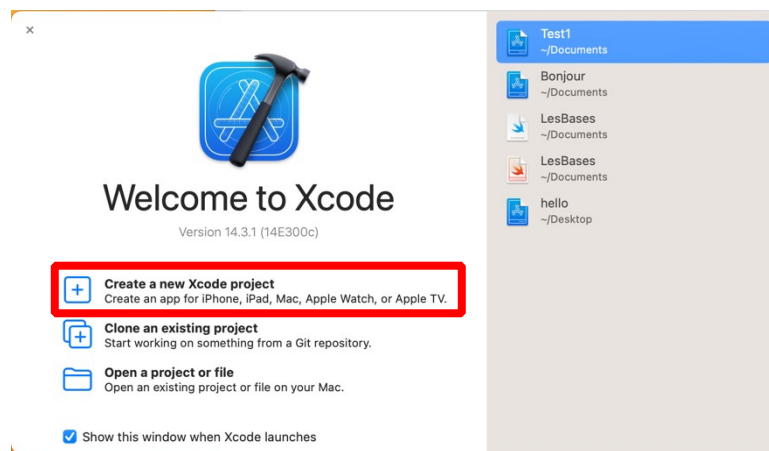 Welcome to Xcode
Version 14.3.1 (14E300c)
Create a new Xcode project
Create an app for iPhone, iPad, Mac, Apple Watch, or Apple TV.
Clone an existing project
Start working on something from a Git repository.
Open a project or file
Open an existing project or file on your Mac.
Show this window when Xcode launches
Test1
~/Documents
Bonjour
~/Documents
LesBases
~/Documents
LesBases
~/Documents
hello
~/Desktop